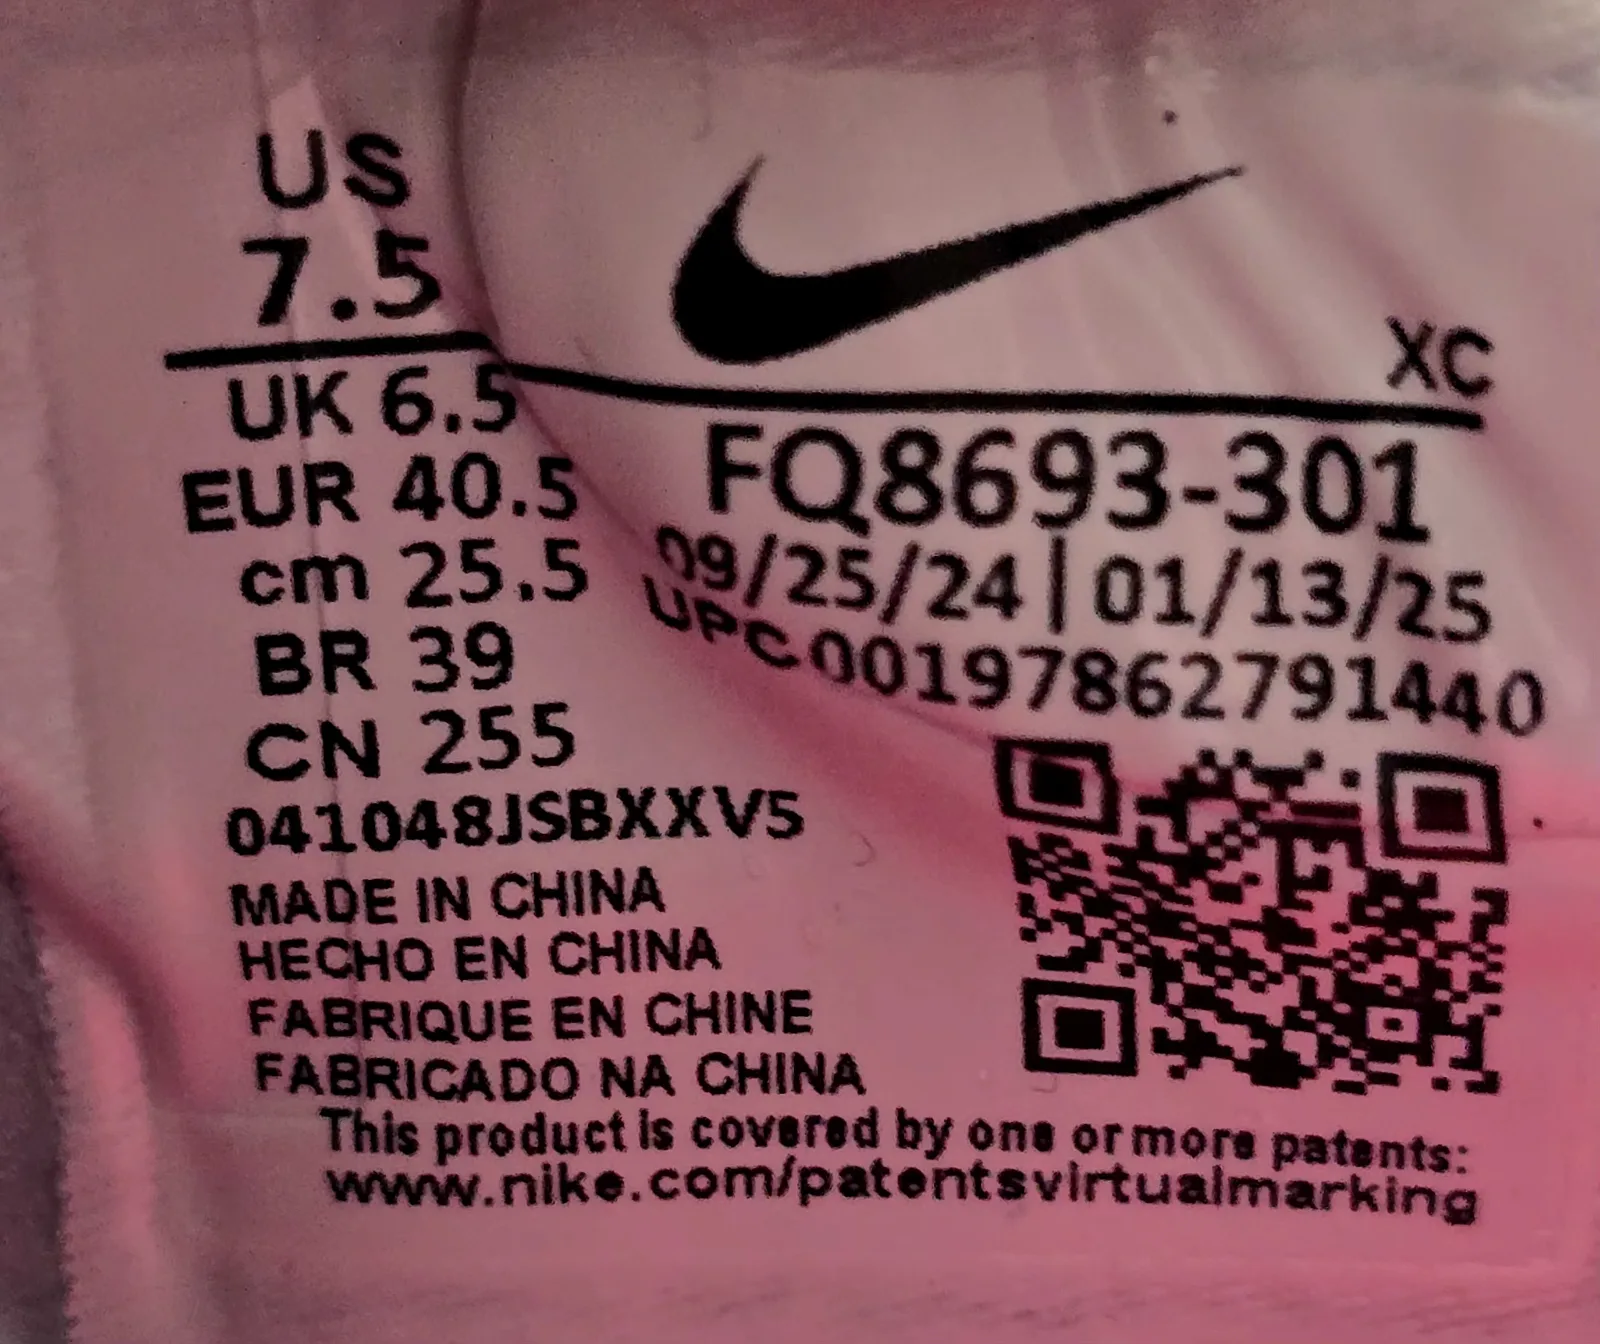 US
7.5
UK 6.5
EUR 40.5
cm 25.5
BR 39
CN 255
041048JSBXXV5
MADE IN CHINA
HECHO EN CHINA
FABRIQUE EN CHINE
FABRICADO NA CHINA
XC
FQ8693-301
09/25/24 | 01/13/25
UPC00197862791440
This product is covered by one or more patents:
www.nike.com/patentsvirtualmarking